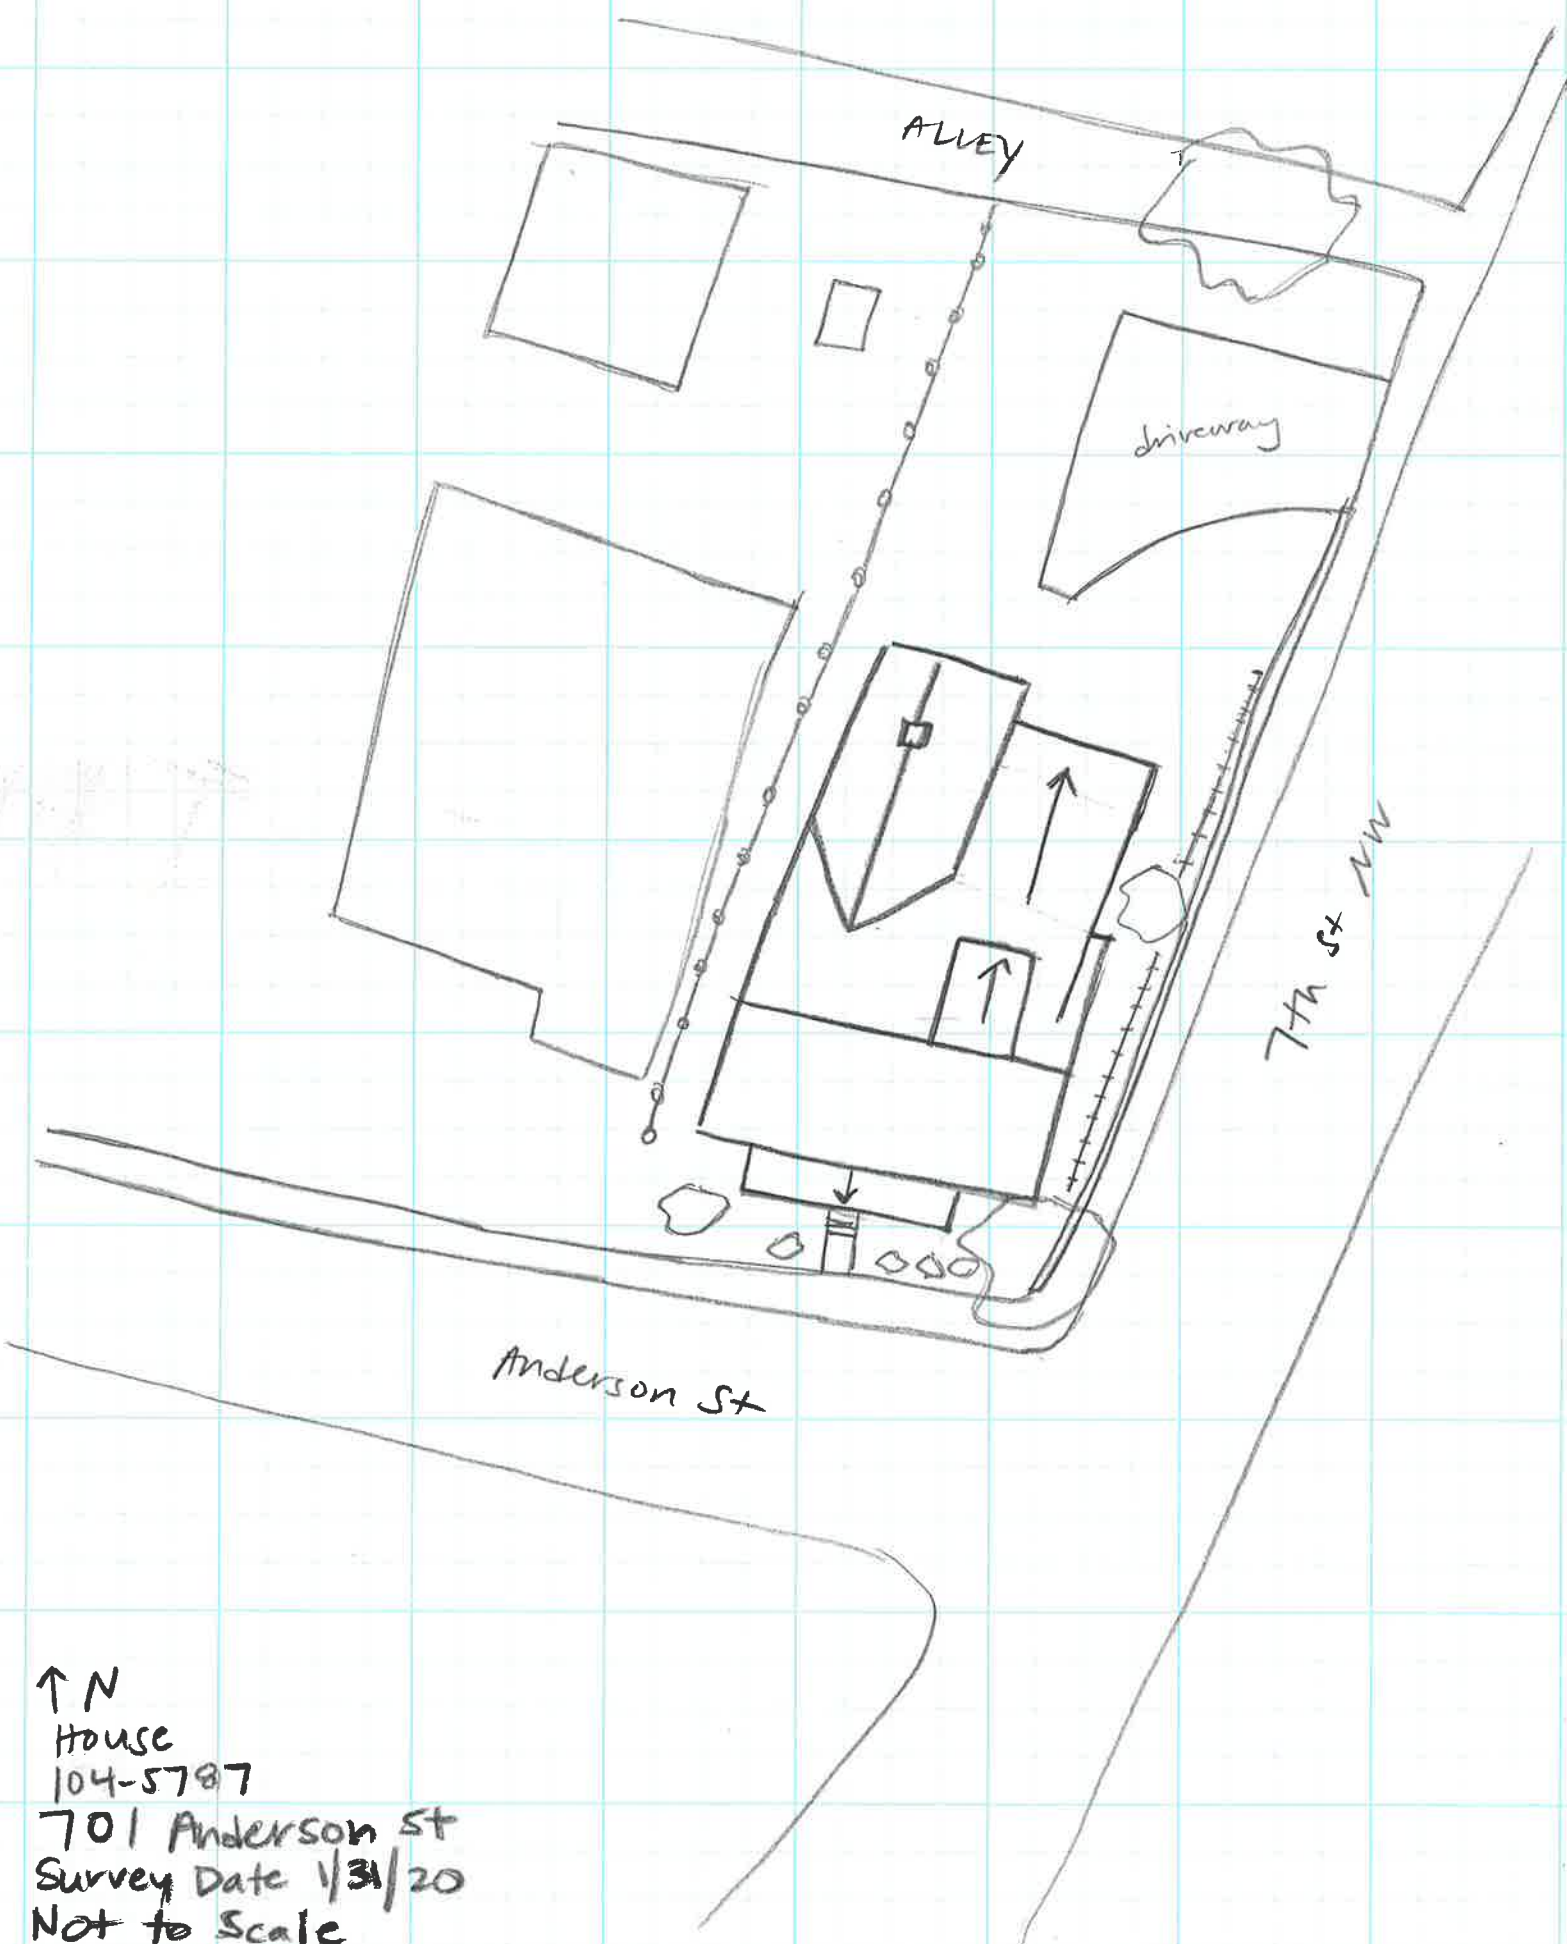 ALLEY
driveway
7th St NW
Anderson St
↑ N
House
104-5787
701 Anderson St
Survey Date 1/31/20
Not to Scale